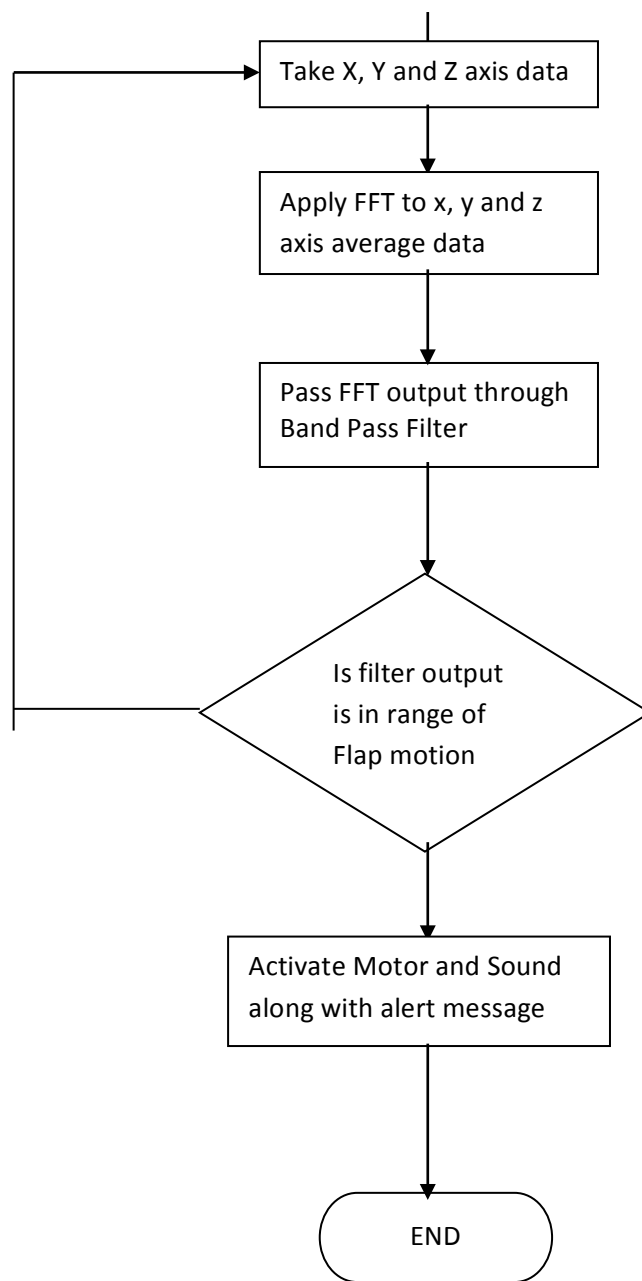 Take X, Y and Z axis data
Apply FFT to x, y and z
axis average data
Pass FFT output through
Band Pass Filter
Is filter output
is in range of
Flap motion
Activate Motor and Sound
along with alert message
END